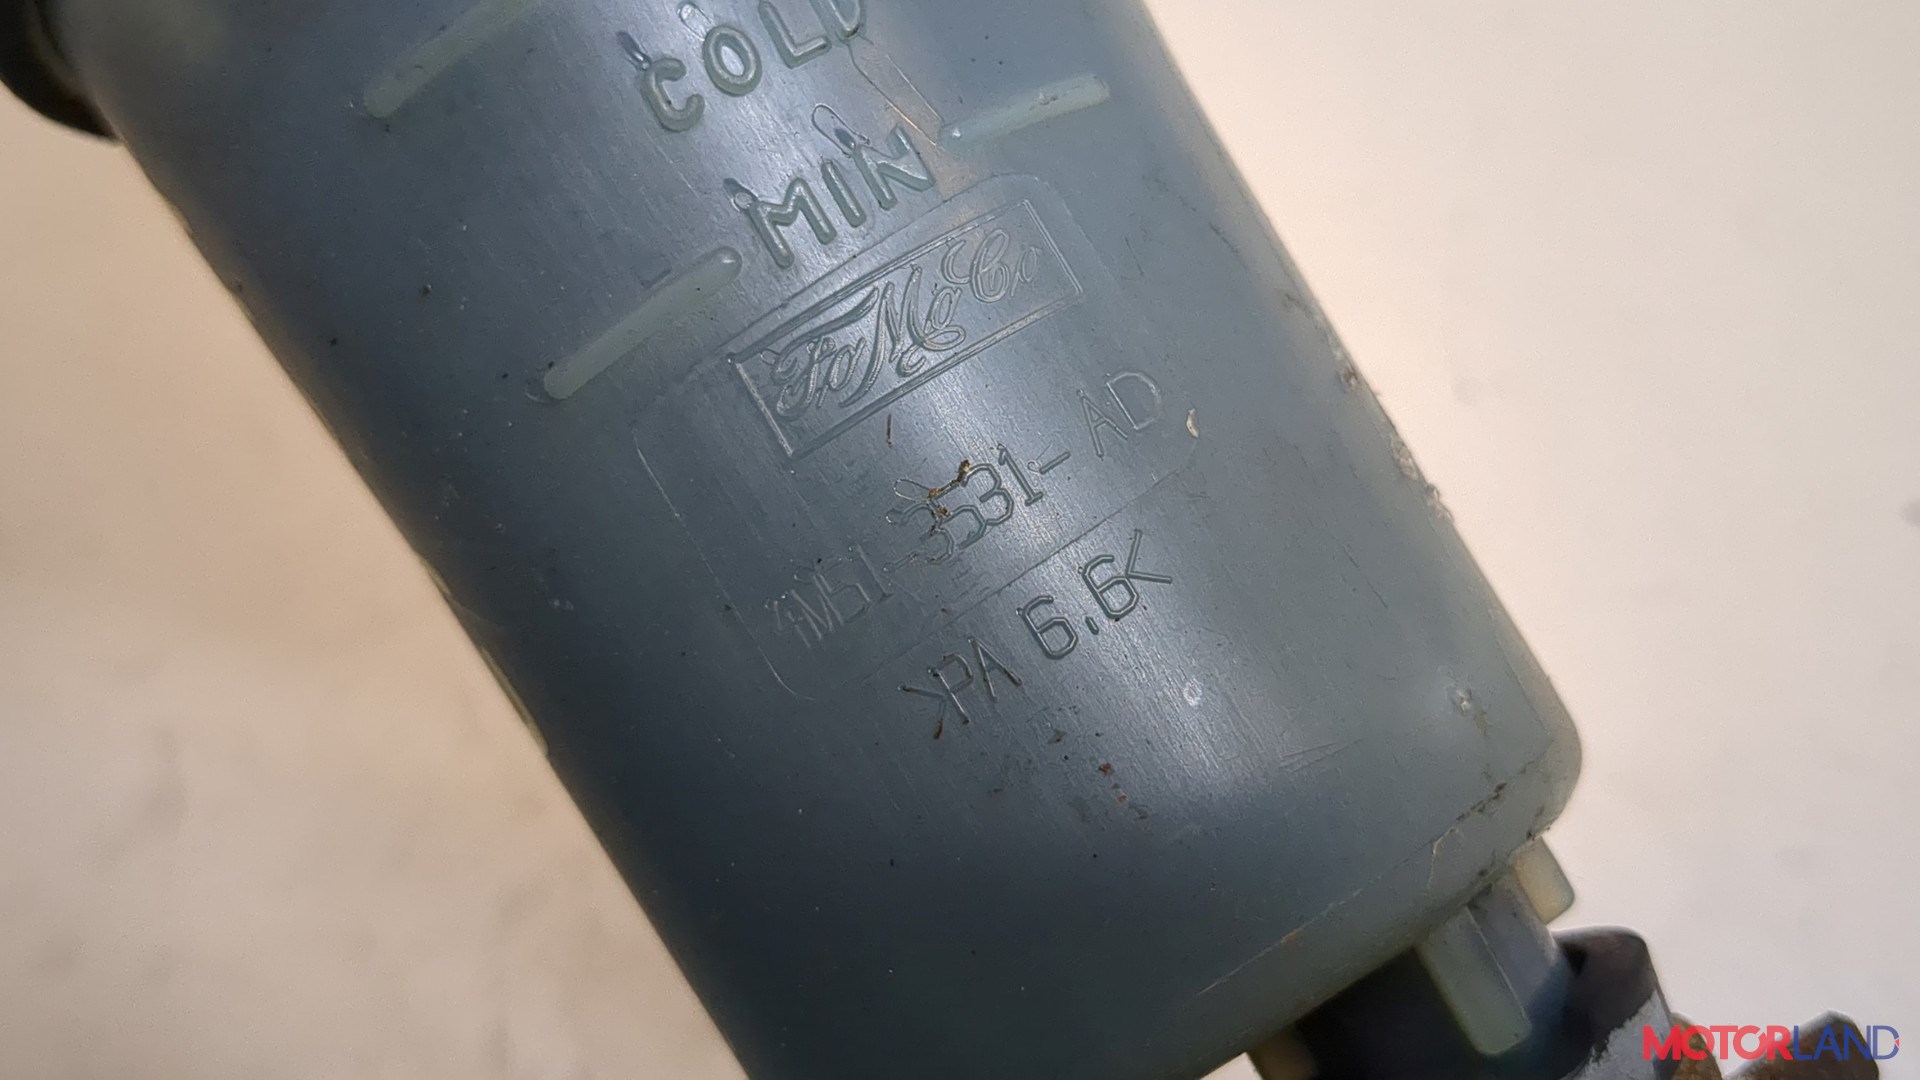 COLD
MIN
FoMoCo
4M51-3531-AD
>PA 6.6<
MOTORLAND